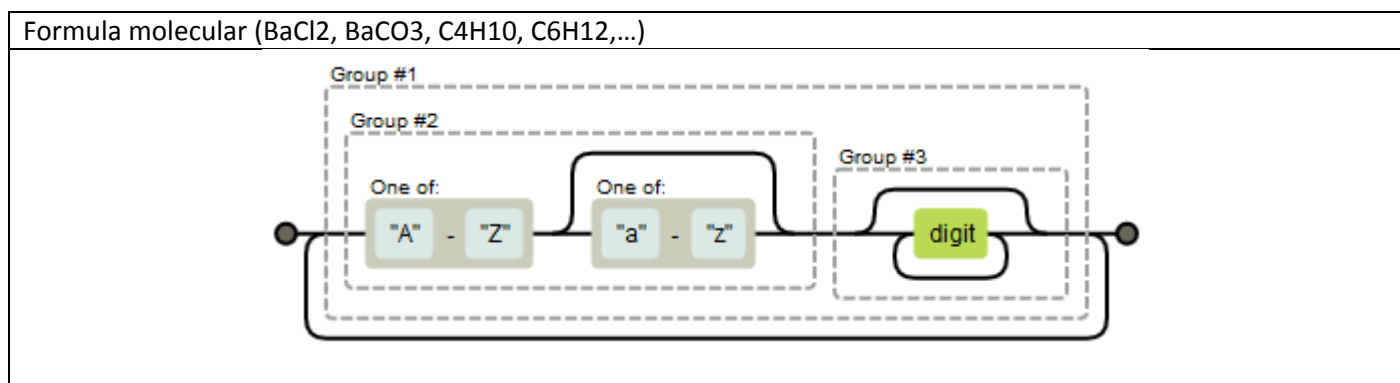 Formula molecular (BaCl2, BaCO3, C4H10, C6H12,…)
Group #1
Group #2
Group #3
One of:
One of:
"A" - "Z"
"a" - "z"
digit